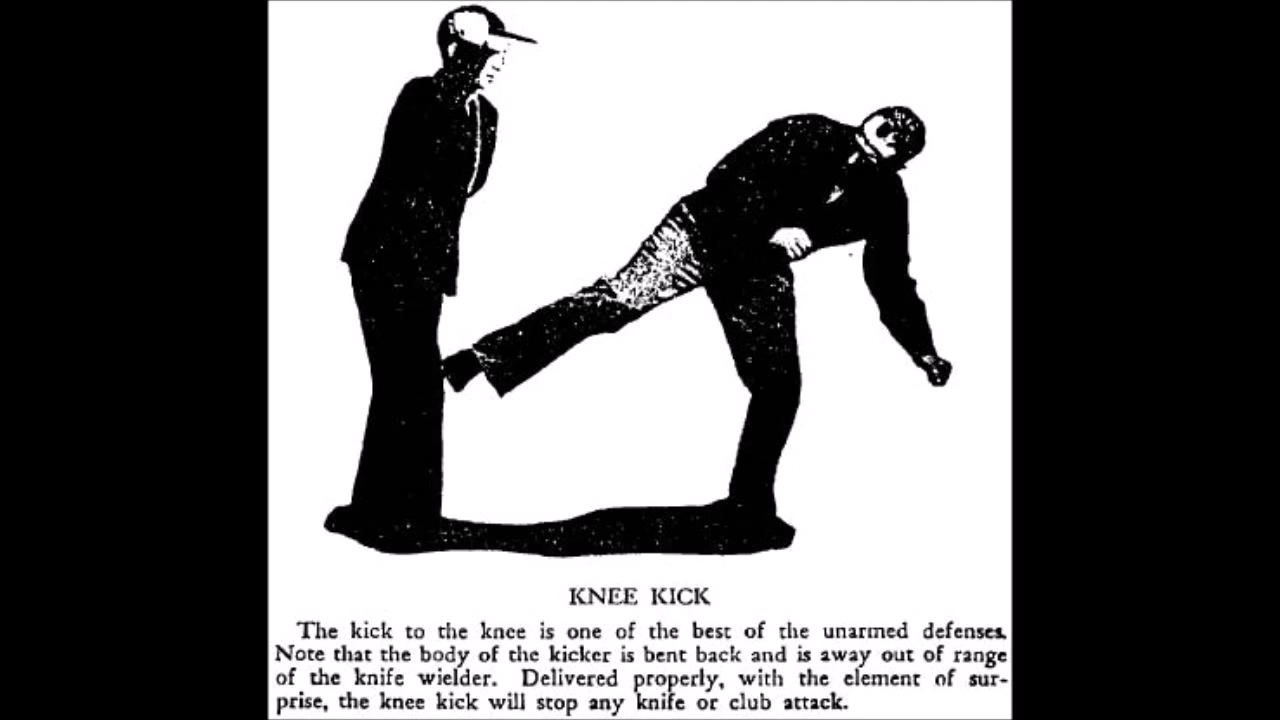 KNEE KICK
The kick to the knee is one of the best of the unarmed defenses.
Note that the body of the kicker is bent back and is away out of range
of the knife wielder. Delivered properly, with the element of sur-
prise, the knee kick will stop any knife or club attack.